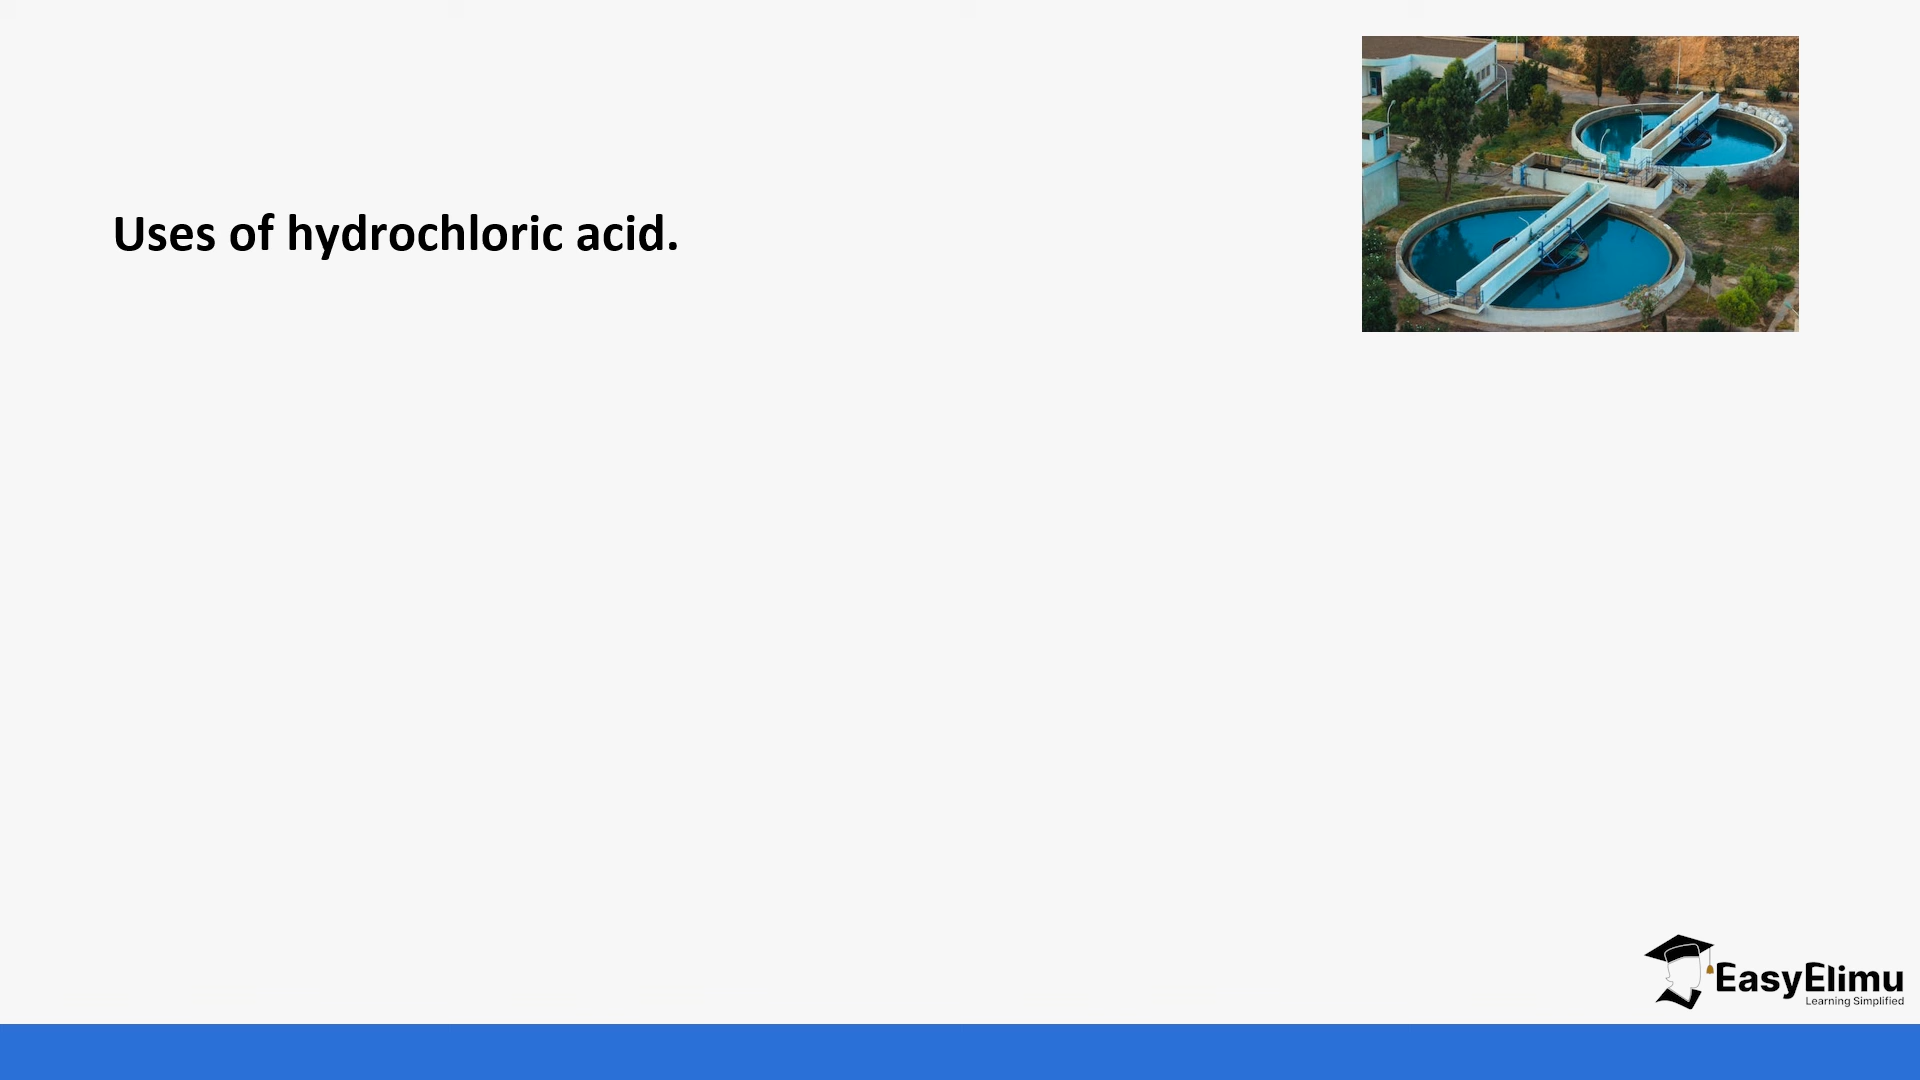 Uses of hydrochloric acid.
EasyElimu
Learning Simplified